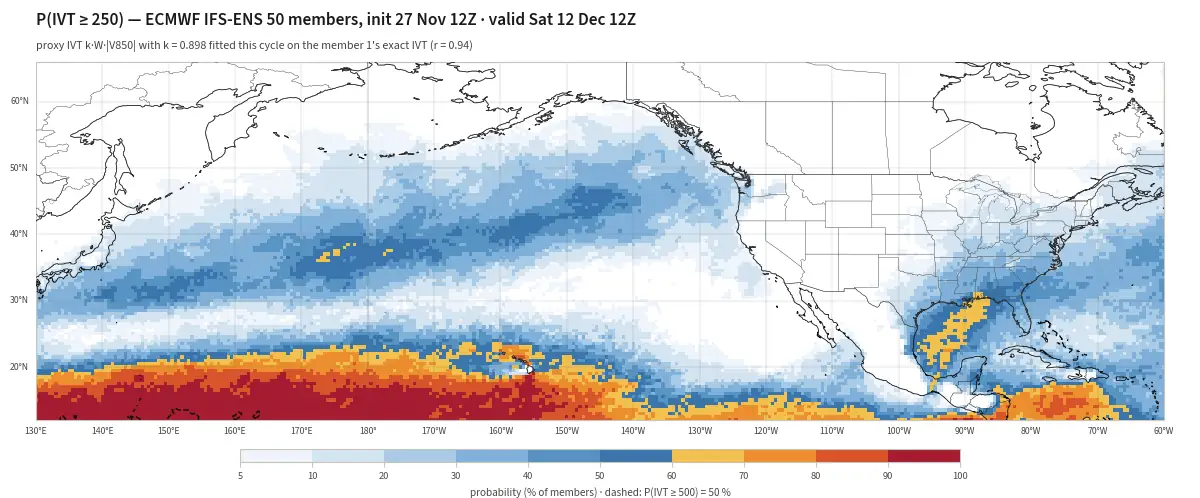 P(IVT ≥ 250) — ECMWF IFS-ENS 50 members, init 27 Nov 12Z · valid Sat 12 Dec 12Z
proxy IVT k·W·|V850| with k = 0.898 fitted this cycle on the member 1's exact IVT (r = 0.94)
60°N
50°N
40°N
30°N
20°N
130°E 140°E 150°E 160°E 170°E 180° 170°W 160°W 150°W 140°W 130°W 120°W 110°W 100°W 90°W 80°W 70°W 60°W
5 10 20 30 40 50 60 70 80 90 100
probability (% of members) · dashed: P(IVT ≥ 500) = 50 %